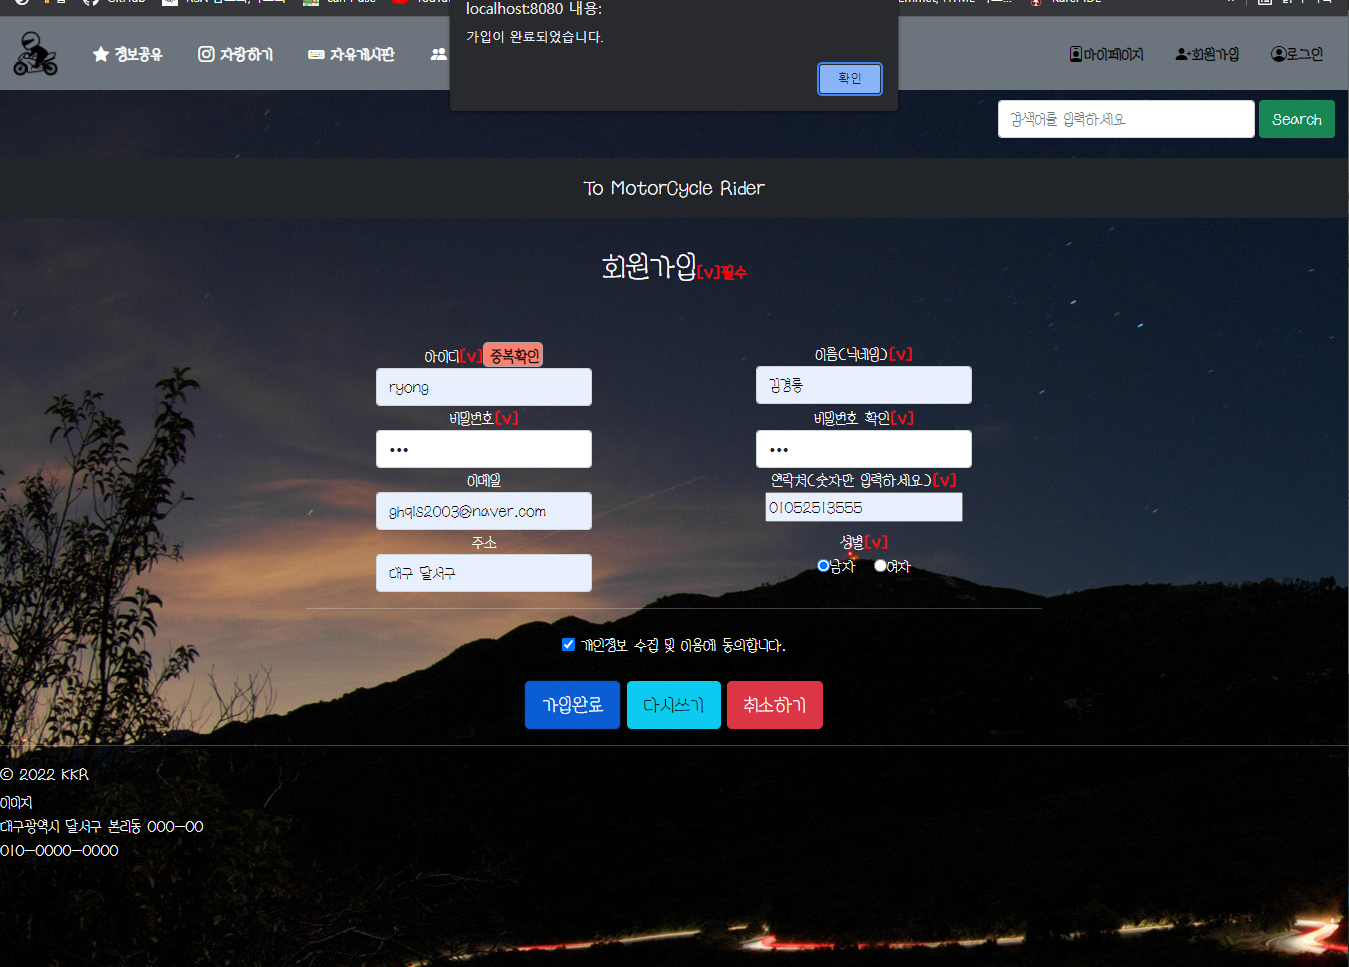 localhost:8080 내용:
가입이 완료되었습니다.
확인
정보공유
자랑하기
자유게시판
마이페이지
회원가입
로그인
검색어를 입력하세요
Search
To MotorCycle Rider
회원가입[v]필수
아이디[v] 중복확인
이름(닉네임)[v]
ryong
김경룡
비밀번호[v]
비밀번호 확인[v]
•••
•••
이메일
연락처(숫자만 입력하세요.)[v]
ghqls2003@naver.com
01052513555
주소
성별[v]
대구 달서구
남자 여자
개인정보 수집 및 이용에 동의합니다.
가입완료
다시쓰기
취소하기
© 2022 KKR
이미지
대구광역시 달서구 본리동 000-00
010-0000-0000